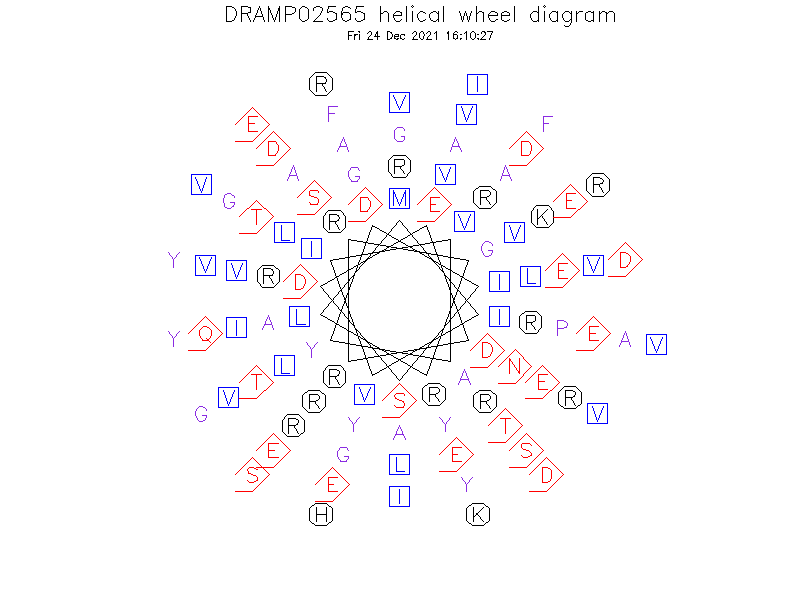 DRAMP02565 helical wheel diagram
Fri 24 Dec 2021 16:10:27
R I
V
F V
E F
G
A A
D D
R
A G V A
V R
S M R
G E
D E
T K
R V
L V
I G
Y D
V V
V E
R L
D I
L I
A R
I P
Q E
Y A V
Y D
L N
R A
T E
V R
V R
R S R
G V
R Y Y T
A
E S
G E
L
S D
E Y
I
H K